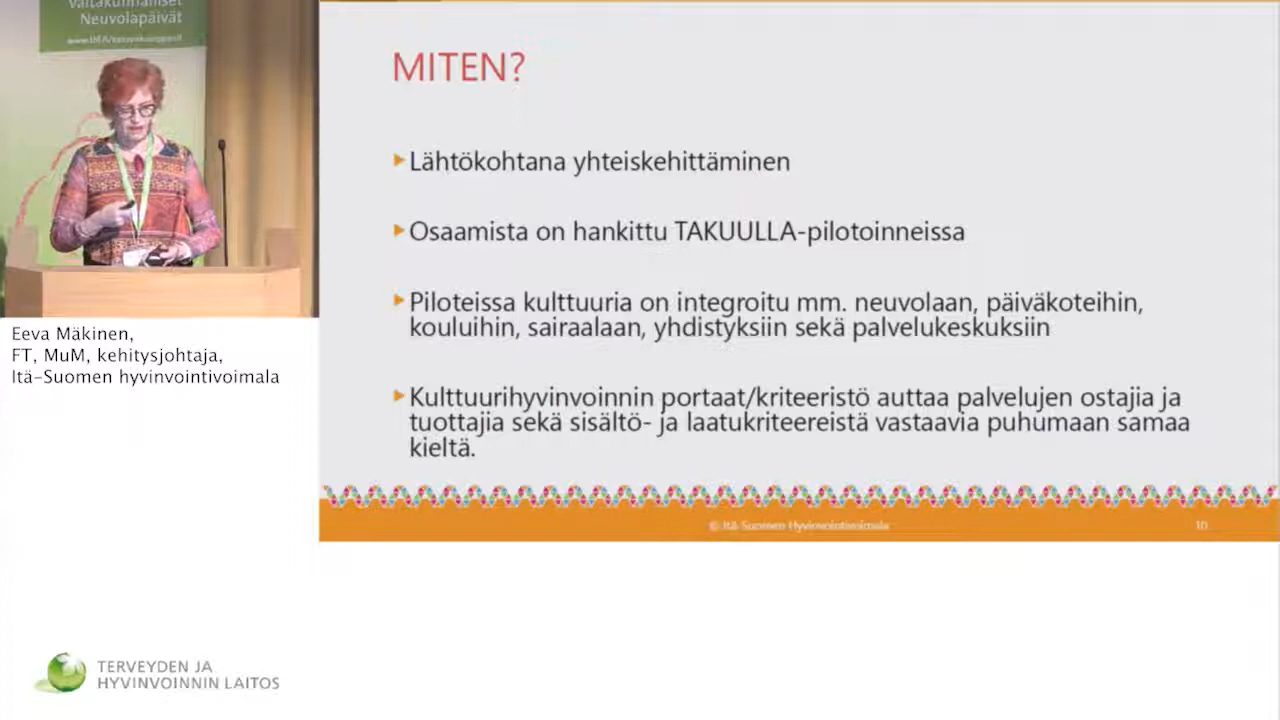 Valtakunnalliset
Neuvolapäivät
MITEN?
Lähtökohtana yhteiskehittäminen
Osaamista on hankittu TAKUULLA-pilotoinneissa
Piloteissa kulttuuria on integroitu mm. neuvolaan, päiväkoteihin,
kouluihin, sairaalaan, yhdistyksiin sekä palvelukeskuksiin
Kulttuurihyvinvoinnin portaat/kriteeristö auttaa palvelujen ostajia ja
tuottajia sekä sisältö- ja laatukriteereistä vastaavia puhumaan samaa
kieltä.
© Itä-Suomen Hyvinvointivoimala
10
Eeva Mäkinen,
FT, MuM, kehitysjohtaja,
Itä-Suomen hyvinvointivoimala
TERVEYDEN JA
HYVINVOINNIN LAITOS